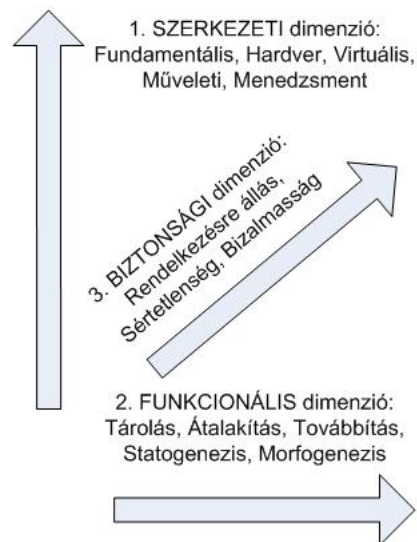 1. SZERKEZETI dimenzió:
Fundamentális, Hardver, Virtuális,
Műveleti, Menedzsment
3. BIZTONSÁGI dimenzió:
Rendelkezésre állás,
Sértetlenség, Bizalmasság
2. FUNKCIONÁLIS dimenzió:
Tárolás, Átalakítás, Továbbítás,
Statogenezis, Morfogenezis